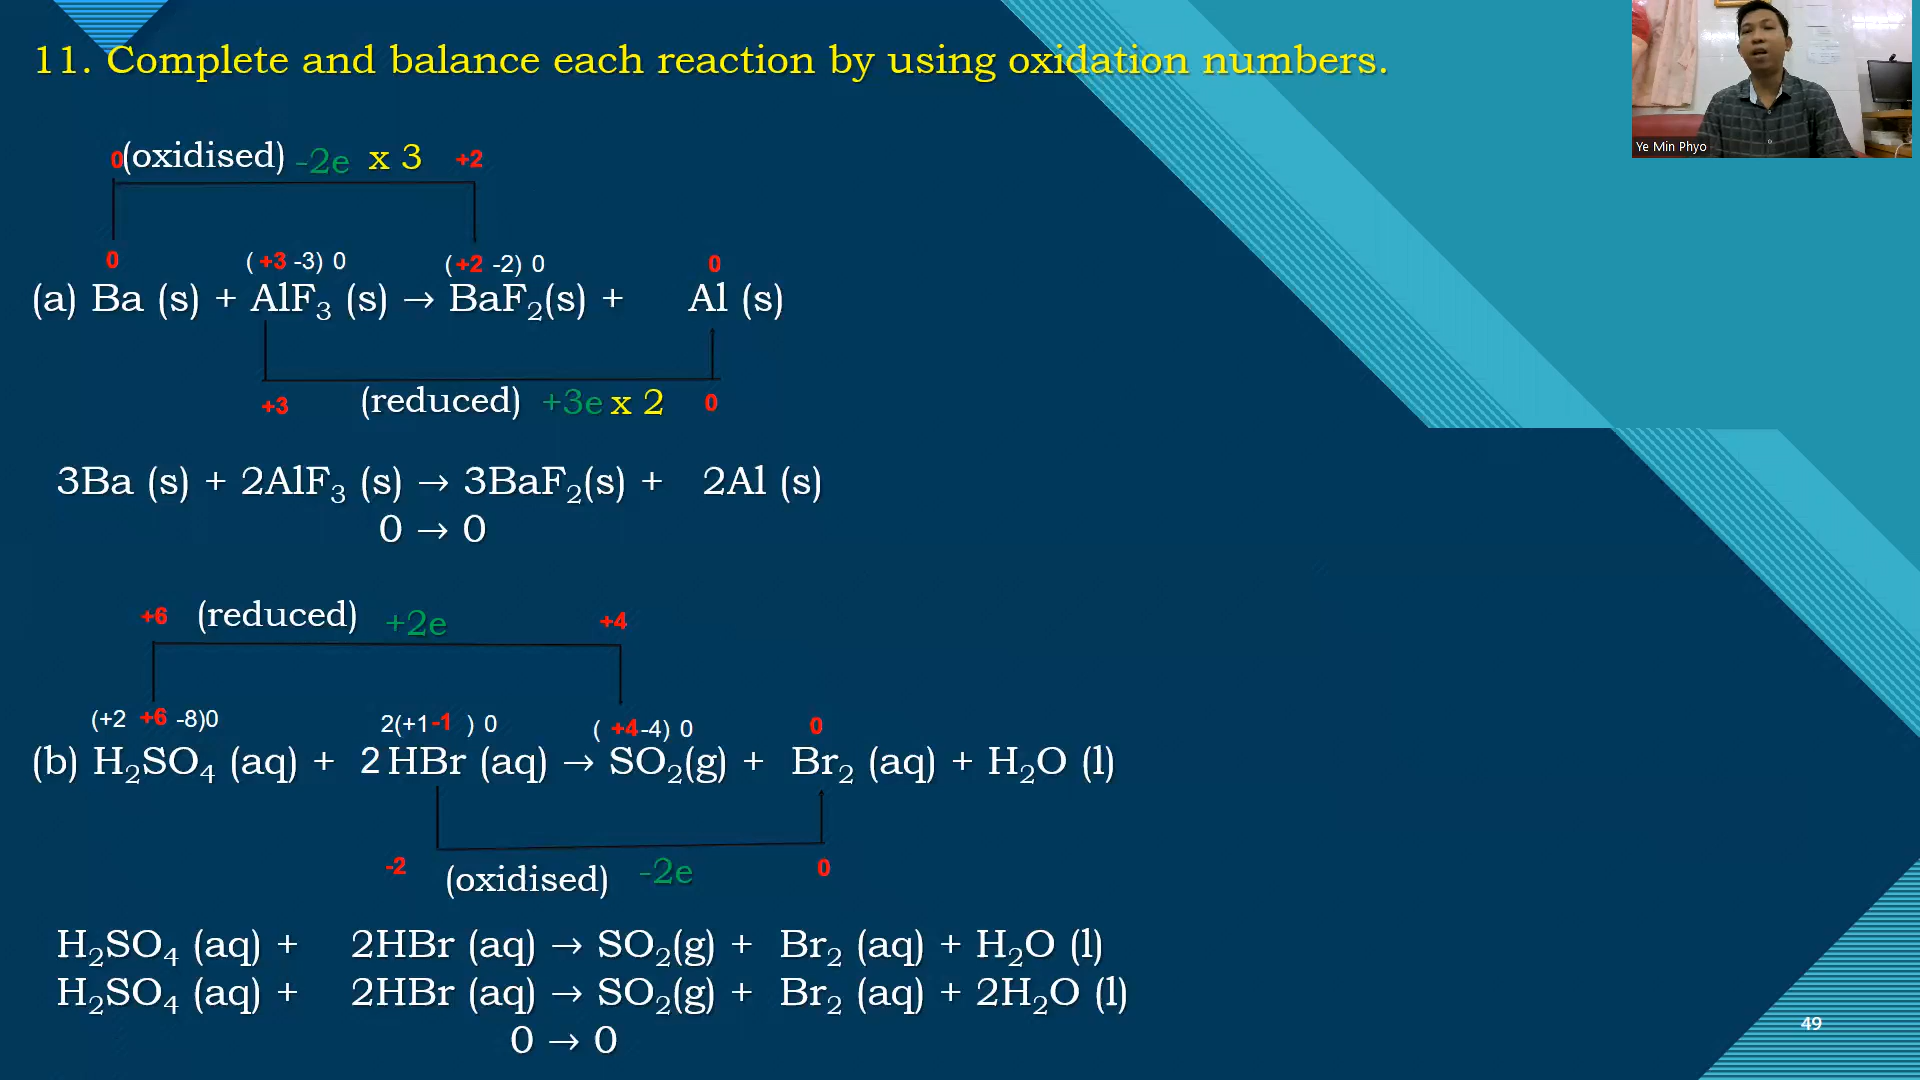 11. Complete and balance each reaction by using oxidation numbers.
Ye Min Phyo
0 (oxidised) -2e x 3 +2
0 ( +3 -3) 0 ( +2 -2) 0 0
(a) Ba (s) + AlF₃ (s) → BaF₂(s) + Al (s)
+3 (reduced) +3e x 2 0
3Ba (s) + 2AlF₃ (s) → 3BaF₂(s) + 2Al (s)
0 → 0
+6 (reduced) +2e +4
(+2 +6 -8)0 2(+1 -1 ) 0 ( +4 -4) 0 0
(b) H₂SO₄ (aq) + 2 HBr (aq) → SO₂(g) + Br₂ (aq) + H₂O (l)
-2 (oxidised) -2e 0
H₂SO₄ (aq) + 2HBr (aq) → SO₂(g) + Br₂ (aq) + H₂O (l)
H₂SO₄ (aq) + 2HBr (aq) → SO₂(g) + Br₂ (aq) + 2H₂O (l)
0 → 0
49